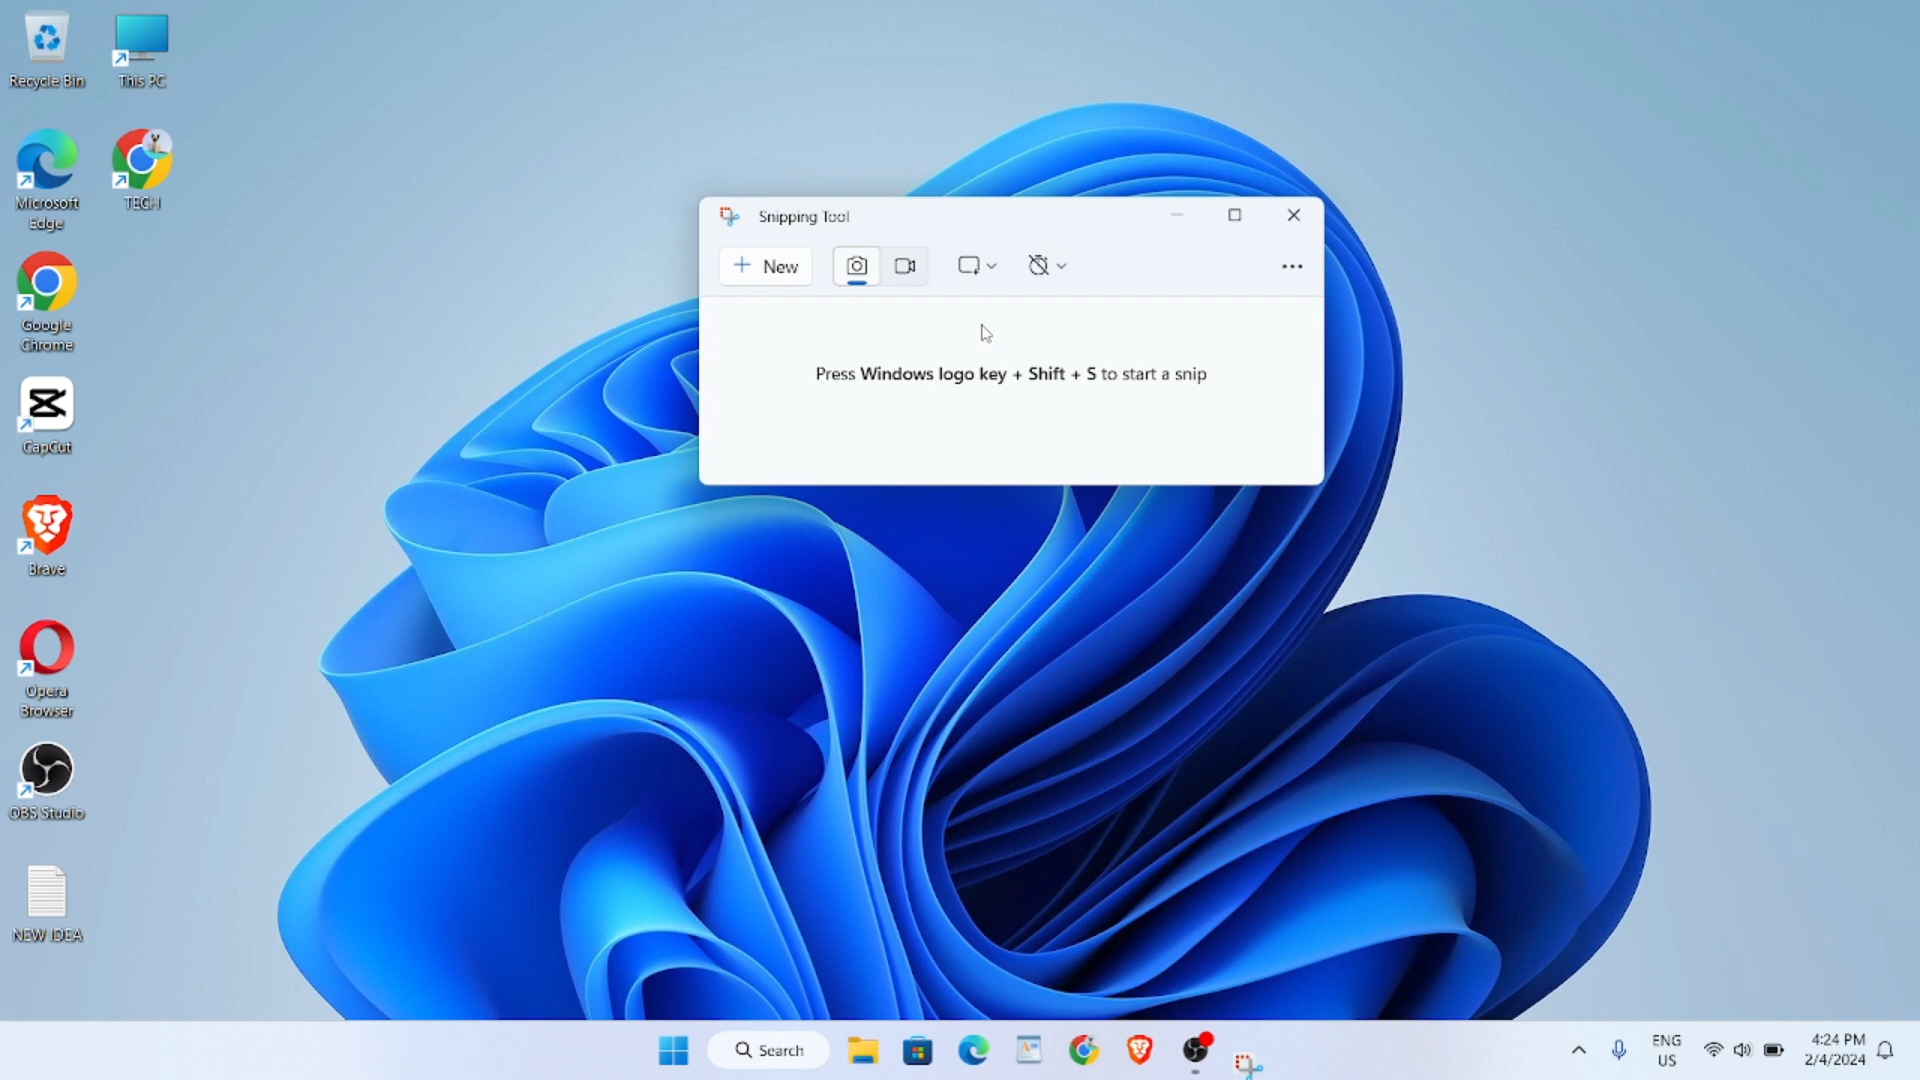 Recycle Bin
This PC
Microsoft
Edge
TECH
Google
Chrome
CapCut
Brave
Opera
Browser
OBS Studio
NEW IDEA
Snipping Tool
New
Press Windows logo key + Shift + S to start a snip
Search
ENG
US
4:24 PM
2/4/2024